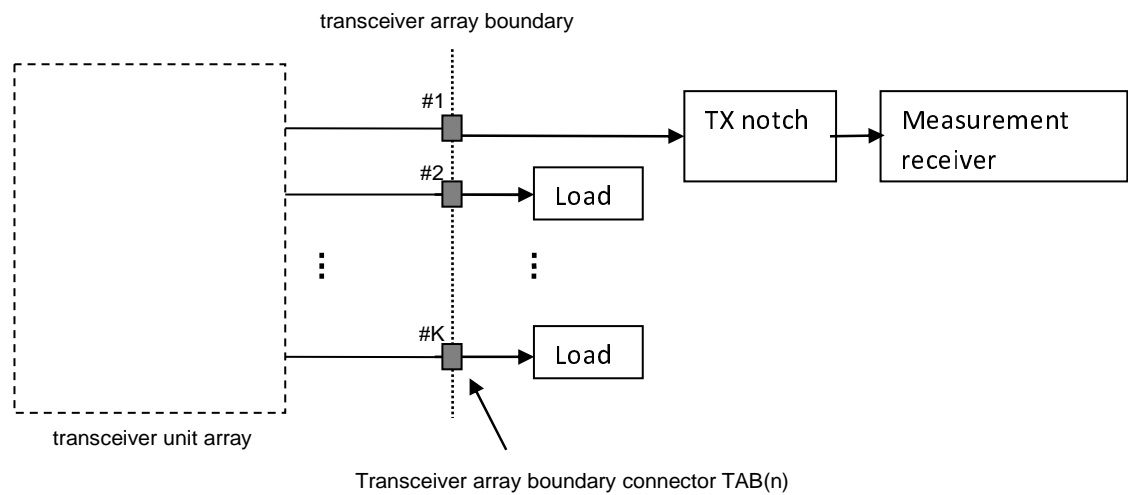 transceiver array boundary
#1
TX notch
Measurement
receiver
#2
Load
⋮ ⋮
#K
Load
transceiver unit array
Transceiver array boundary connector TAB(n)